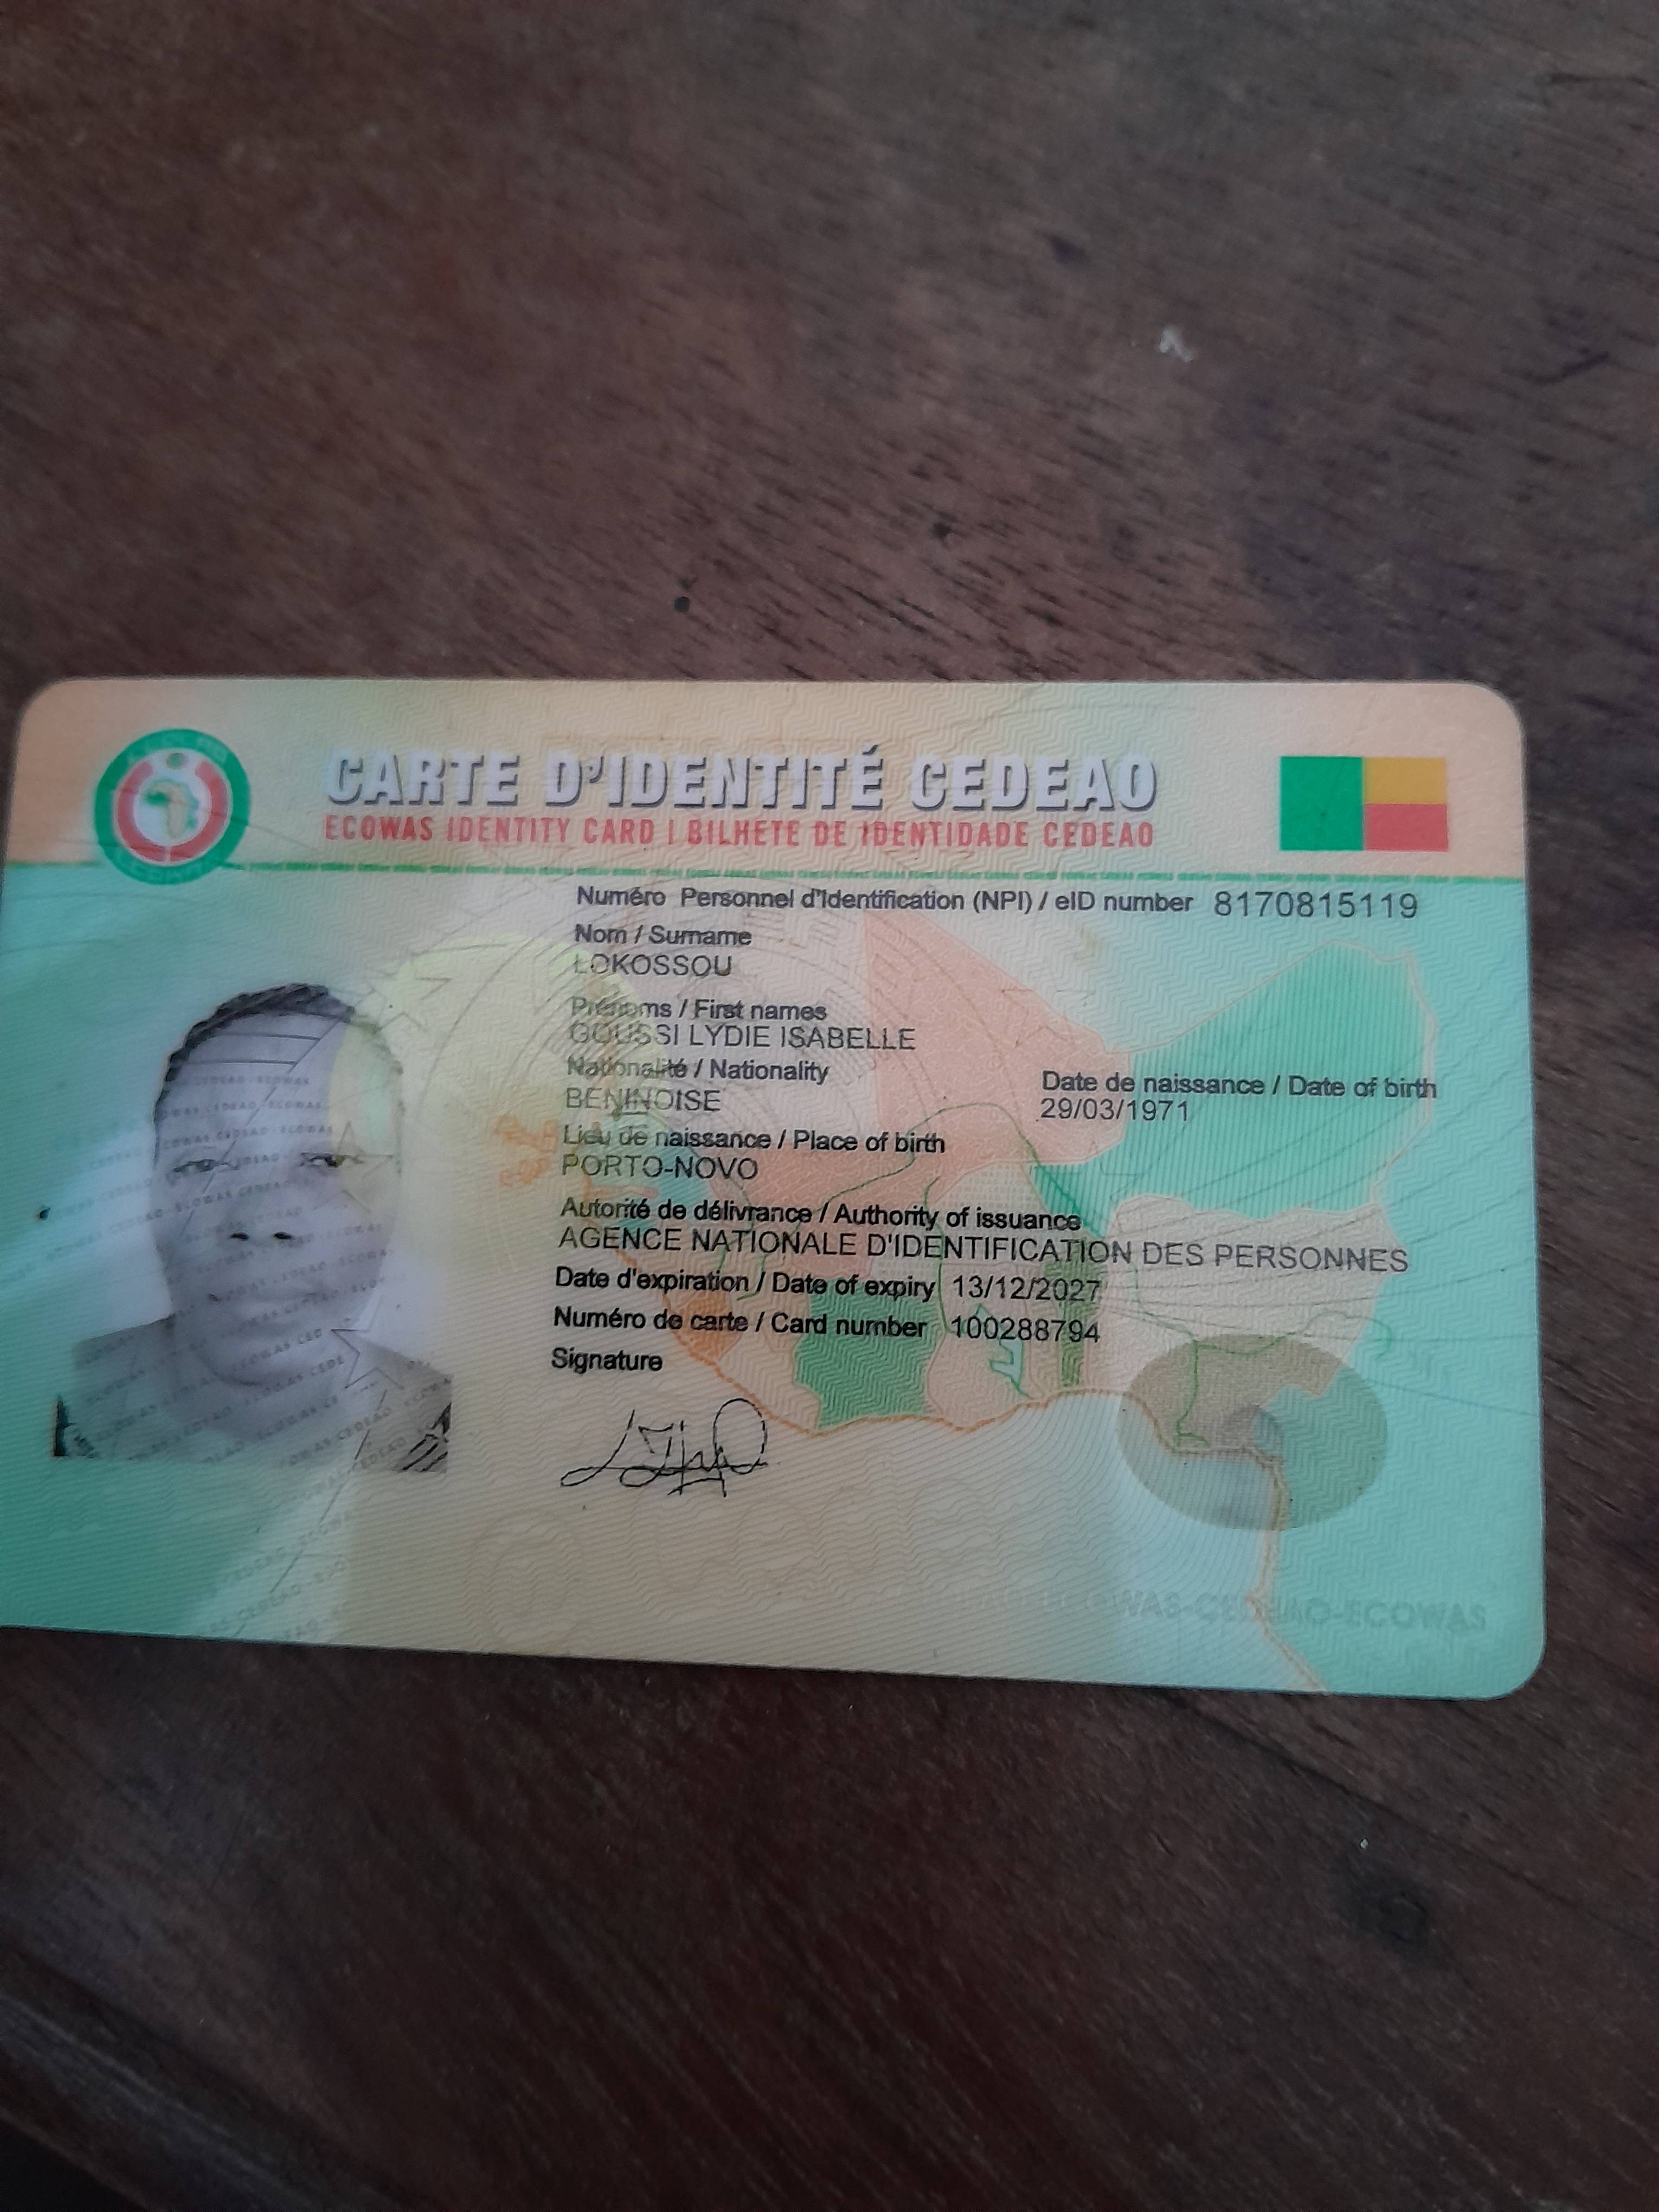 CARTE D'IDENTITÉ CEDEAO
ECOWAS IDENTITY CARD | BILHETE DE IDENTIDADE CEDEAO
Numéro Personnel d'Identification (NPI) / eID number 8170815119
Nom / Surname
LOKOSSOU
Prénoms / First names
GOUSSI LYDIE ISABELLE
Nationalité / Nationality
BENINOISE
Date de naissance / Date of birth
29/03/1971
Lieu de naissance / Place of birth
PORTO-NOVO
Autorité de délivrance / Authority of issuance
AGENCE NATIONALE D'IDENTIFICATION DES PERSONNES
Date d'expiration / Date of expiry 13/12/2027
Numéro de carte / Card number 100288794
Signature
ECOWAS-CEDEAO-ECOWAS